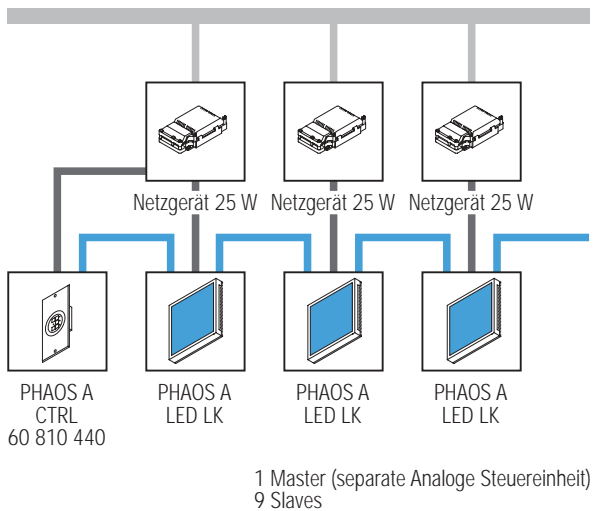 Netzgerät 25 W Netzgerät 25 W Netzgerät 25 W
PHAOS A
CTRL
60 810 440
PHAOS A
LED LK
PHAOS A
LED LK
PHAOS A
LED LK
1 Master (separate Analoge Steuereinheit)
9 Slaves